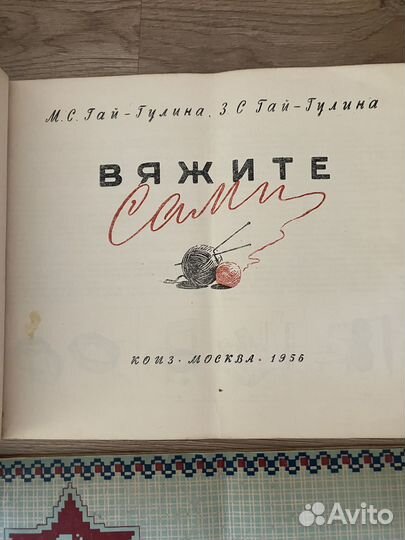 М. С. Гай-Гулина, З. С Гай-Гулина
ВЯЖИТЕ
Сами
КОИЗ • МОСКВА • 1956
Avito